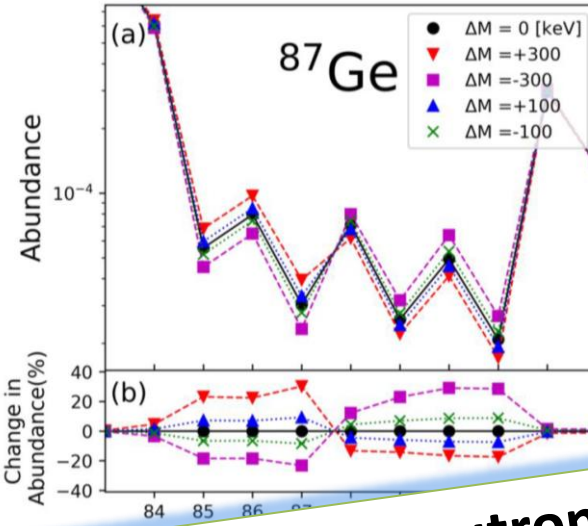 (a)
⁸⁷Ge
ΔM = 0 [keV]
ΔM =+300
ΔM =-300
ΔM =+100
ΔM =-100
Abundance
10⁻⁴
(b)
Change in
Abundance(%)
40
20
0
−20
−40
84 85 86